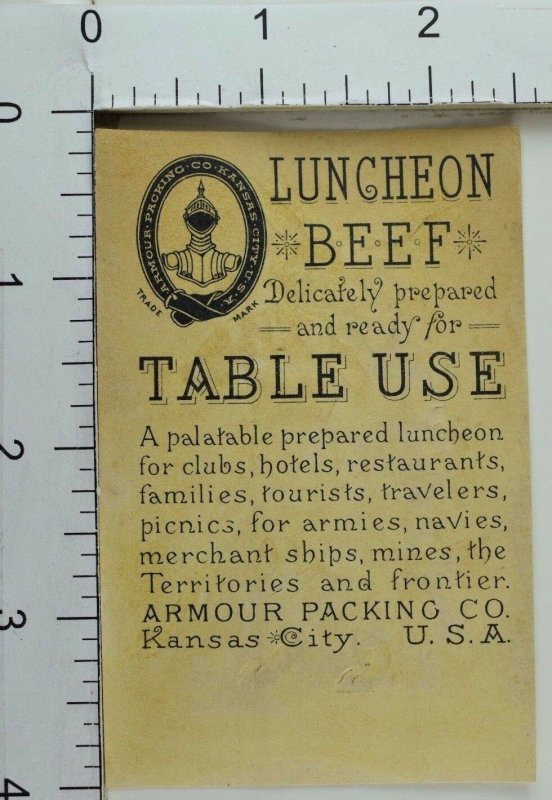 0 1 2
0
1
2
3
4
ARMOUR·PACKING·CO·KANSAS·CITY·U·S·A·
TRADE MARK
LUNCHEON
B·E·E·F
Delicately prepared
and ready for
TABLE USE
A palatable prepared luncheon
for clubs, hotels, restaurants,
families, tourists, travelers,
picnics, for armies, navies,
merchant ships, mines, the
Territories and frontier.
ARMOUR PACKING CO.
Kansas City. U. S. A.